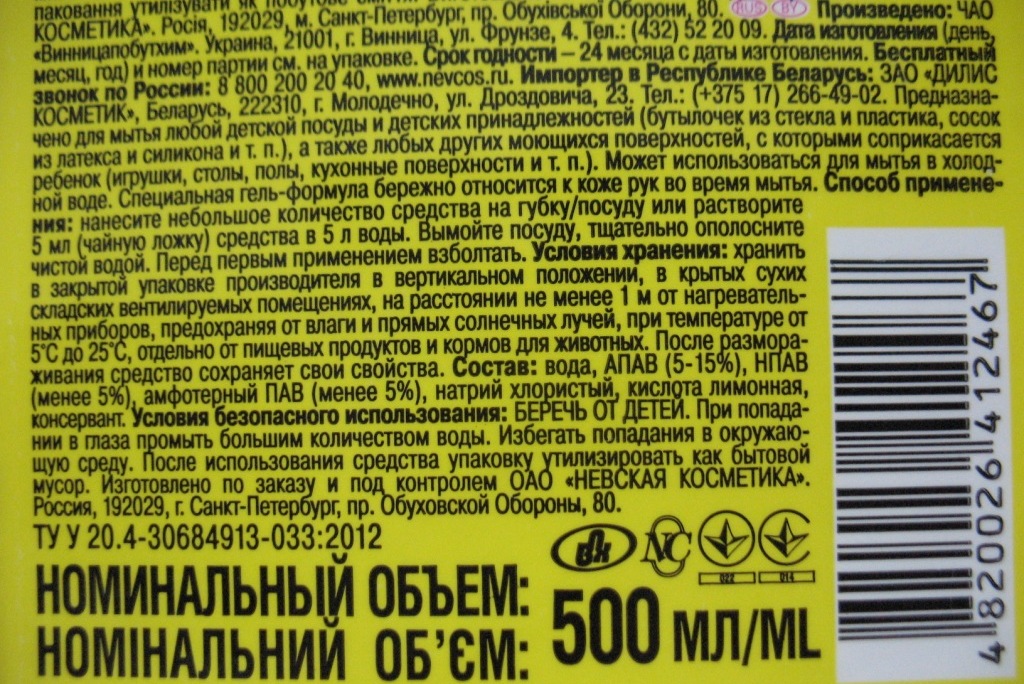 пакования утилізувати як побутове
КОСМЕТИКА». Росія, 192029, м. Санкт-Петербург, пр. Обухівської Оборони, 80. RUS BY Произведено: ЧАО
«Винницапобутхим». Украина, 21001, г. Винница, ул. Фрунзе, 4. Тел.: (432) 52 20 09. Дата изготовления (день,
месяц, год) и номер партии см. на упаковке. Срок годности – 24 месяца с даты изготовления. Бесплатный
звонок по России: 8 800 200 20 40, www.nevcos.ru. Импортер в Республике Беларусь: ЗАО «ДИЛИС
КОСМЕТИК», Беларусь, 222310, г. Молодечно, ул. Дроздовича, 23. Тел.: (+375 17) 266-49-02. Предназна-
чено для мытья любой детской посуды и детских принадлежностей (бутылочек из стекла и пластика, сосок
из латекса и силикона и т. п.), а также любых других моющихся поверхностей, с которыми соприкасается
ребенок (игрушки, столы, полы, кухонные поверхности и т. п.). Может использоваться для мытья в холод-
ной воде. Специальная гель-формула бережно относится к коже рук во время мытья. Способ примене-
ния: нанесите небольшое количество средства на губку/посуду или растворите
5 мл (чайную ложку) средства в 5 л воды. Вымойте посуду, тщательно ополосните
чистой водой. Перед первым применением взболтать. Условия хранения: хранить
в закрытой упаковке производителя в вертикальном положении, в крытых сухих
складских вентилируемых помещениях, на расстоянии не менее 1 м от нагреватель-
ных приборов, предохраняя от влаги и прямых солнечных лучей, при температуре от
5°С до 25°С, отдельно от пищевых продуктов и кормов для животных. После размора-
живания средство сохраняет свои свойства. Состав: вода, АПАВ (5-15%), НПАВ
(менее 5%), амфотерный ПАВ (менее 5%), натрий хлористый, кислота лимонная,
консервант. Условия безопасного использования: БЕРЕЧЬ ОТ ДЕТЕЙ. При попада-
нии в глаза промыть большим количеством воды. Избегать попадания в окружаю-
щую среду. После использования средства упаковку утилизировать как бытовой
мусор. Изготовлено по заказу и под контролем ОАО «НЕВСКАЯ КОСМЕТИКА».
Россия, 192029, г. Санкт-Петербург, пр. Обуховской Обороны, 80.
ТУ У 20.4-30684913-033:2012
022 014
НОМИНАЛЬНЫЙ ОБЪЕМ:
НОМІНАЛЬНИЙ ОБ’ЄМ: 500 МЛ/ML
4 820026 412467